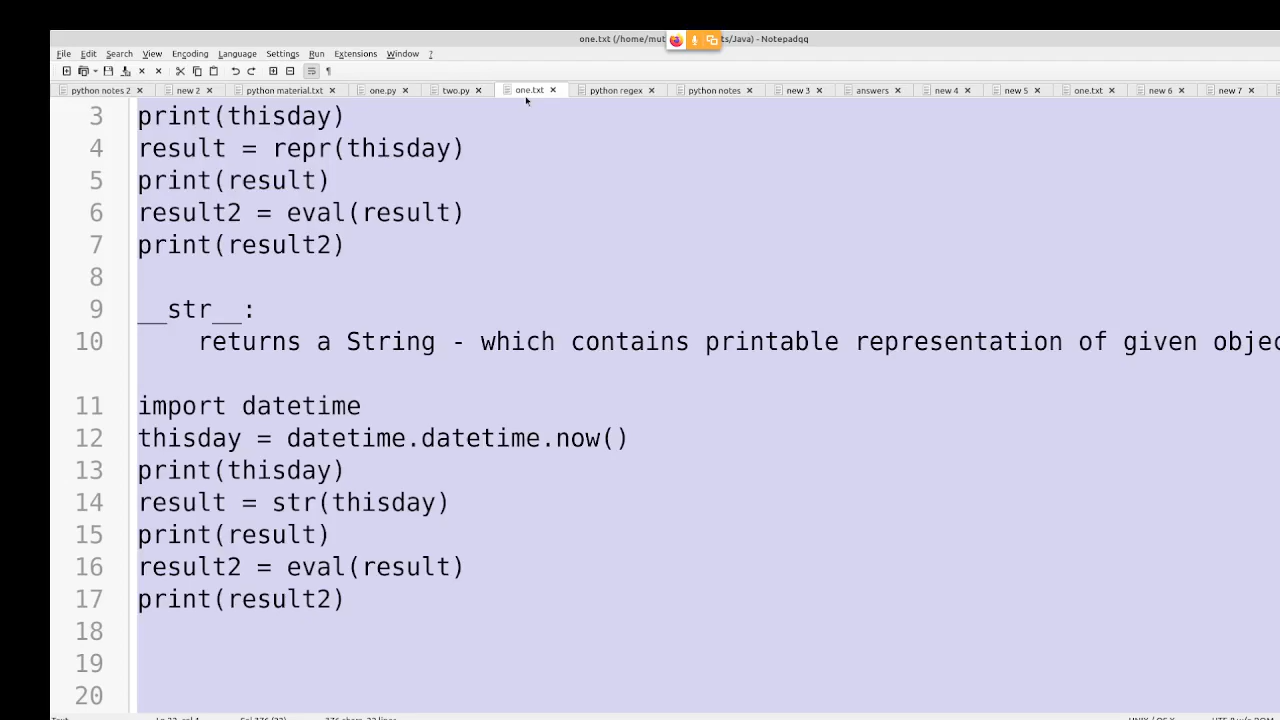 one.txt (/home/mut ts/Java) - Notepadqq
File Edit Search View Encoding Language Settings Run Extensions Window ?
python notes 2 new 2 python material.txt one.py two.py one.txt python regex python notes new 3 answers new 4 new 5 one.txt new 6 new 7
3 print(thisday)
4 result = repr(thisday)
5 print(result)
6 result2 = eval(result)
7 print(result2)
8
9 __str__:
10 returns a String - which contains printable representation of given objec
11 import datetime
12 thisday = datetime.datetime.now()
13 print(thisday)
14 result = str(thisday)
15 print(result)
16 result2 = eval(result)
17 print(result2)
18
19
20